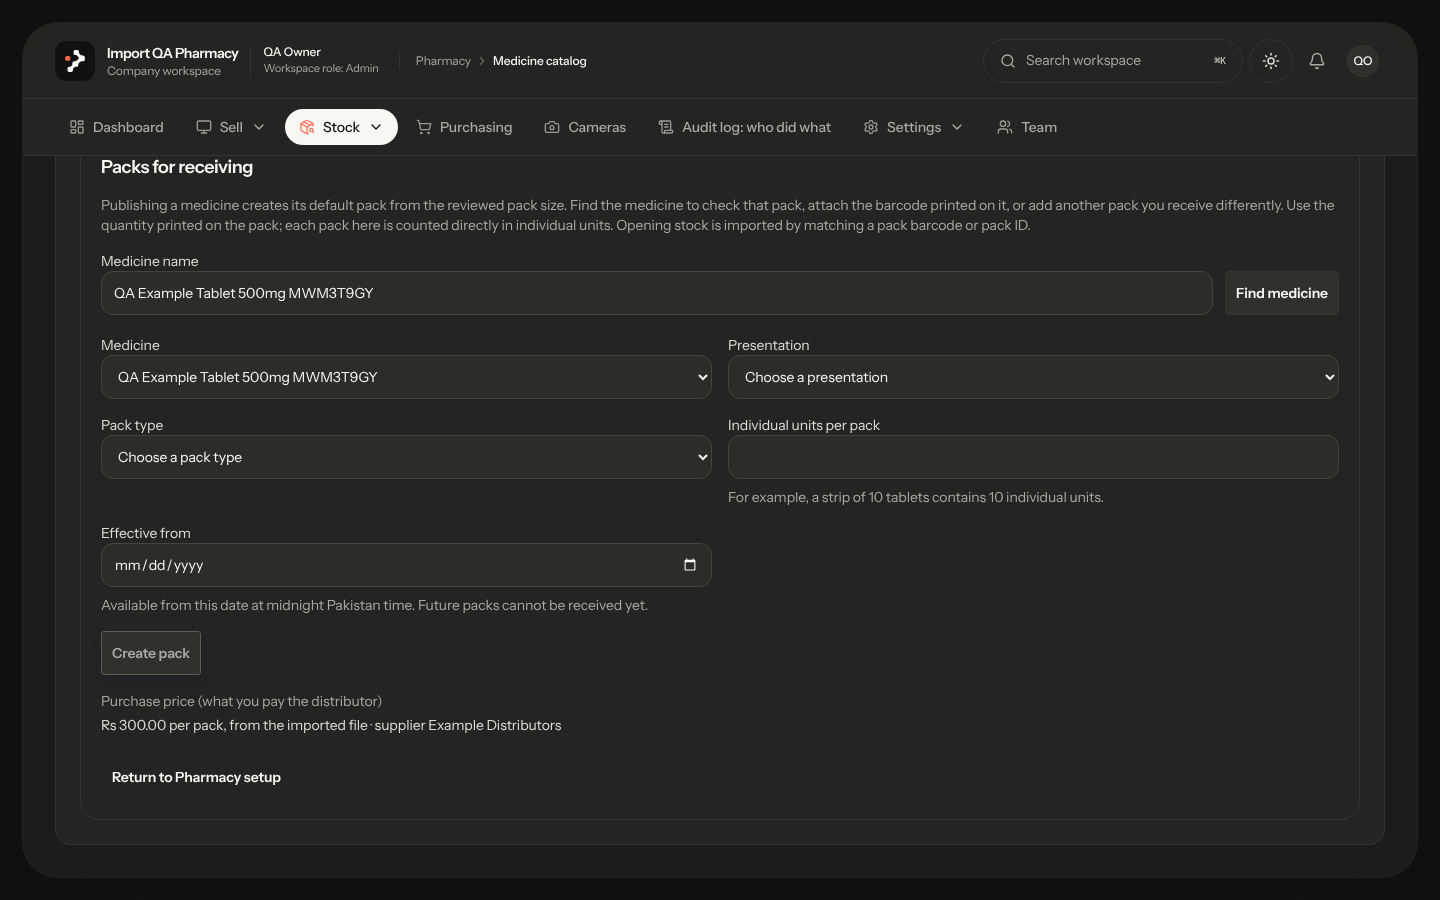 Import QA Pharmacy
Company workspace
QA Owner
Workspace role: Admin
Pharmacy > Medicine catalog
Search workspace ⌘K
QO
Dashboard
Sell
Stock
Purchasing
Cameras
Audit log: who did what
Settings
Team
Packs for receiving
Publishing a medicine creates its default pack from the reviewed pack size. Find the medicine to check that pack, attach the barcode printed on it, or add another pack you receive differently. Use the
quantity printed on the pack; each pack here is counted directly in individual units. Opening stock is imported by matching a pack barcode or pack ID.
Medicine name
QA Example Tablet 500mg MWM3T9GY
Find medicine
Medicine
QA Example Tablet 500mg MWM3T9GY
Presentation
Choose a presentation
Pack type
Choose a pack type
Individual units per pack
For example, a strip of 10 tablets contains 10 individual units.
Effective from
mm/dd/yyyy
Available from this date at midnight Pakistan time. Future packs cannot be received yet.
Create pack
Purchase price (what you pay the distributor)
Rs 300.00 per pack, from the imported file · supplier Example Distributors
Return to Pharmacy setup